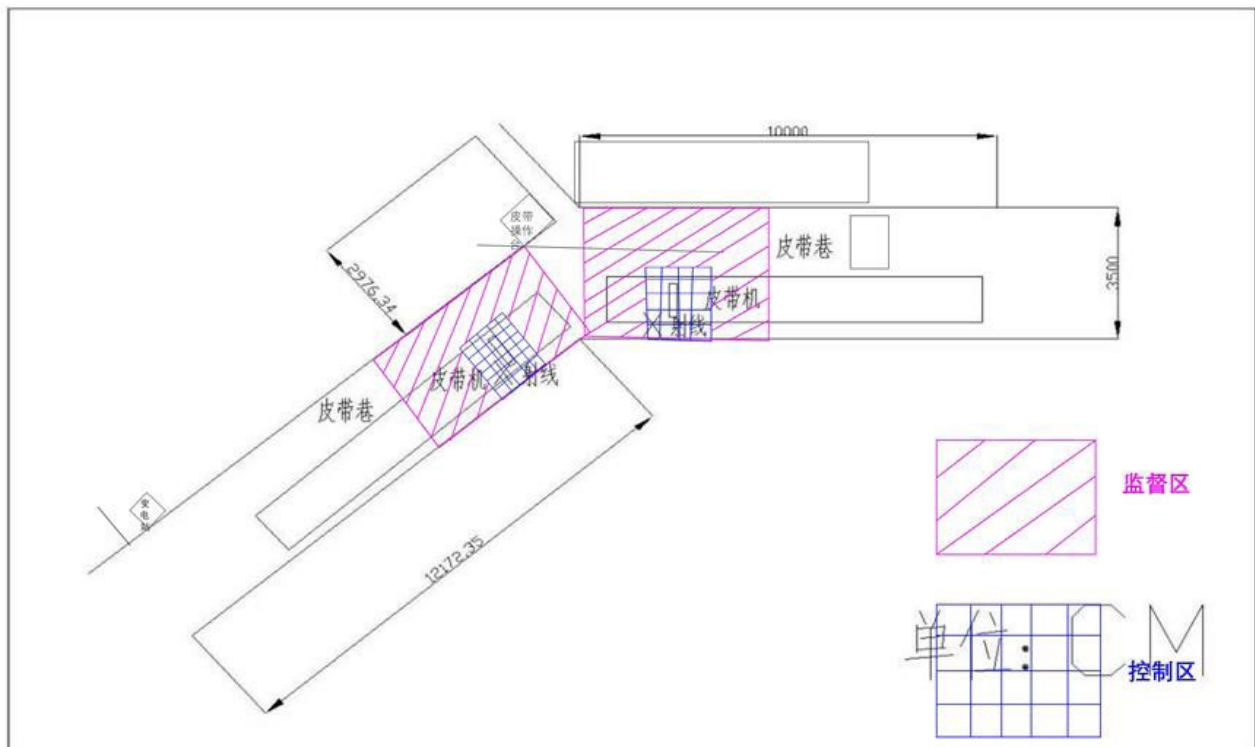 10000
皮带
操作
台
皮带巷
3500
2976.34
皮带机
X射线
皮带机
X射线
皮带巷
变
电
站
12172.35
监督区
单位:CM
控制区